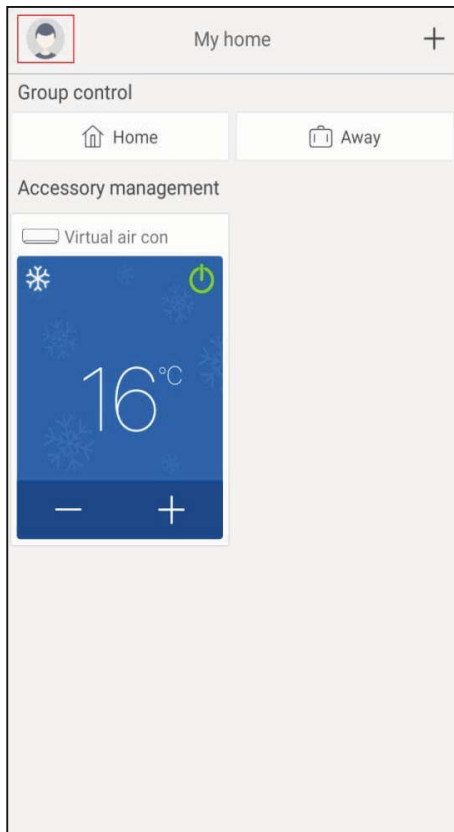 My home
Group control
Home
Away
Accessory management
Virtual air con
16°C